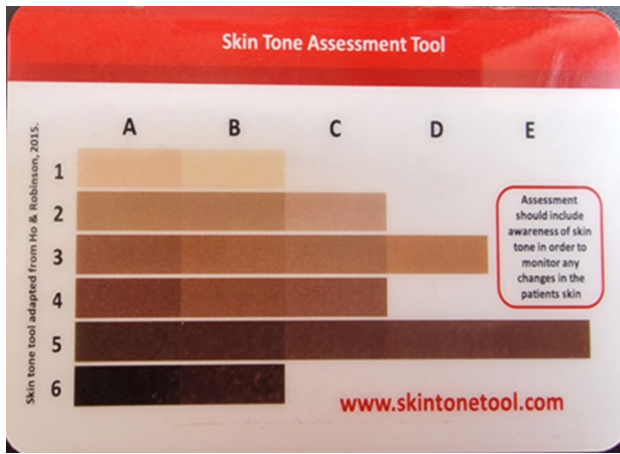 Skin Tone Assessment Tool
A B C D E
1
2
3
4
5
6
Assessment
should include
awareness of skin
tone in order to
monitor any
changes in the
patients skin
Skin tone tool adapted from Ho & Robinson, 2015.
www.skintonetool.com